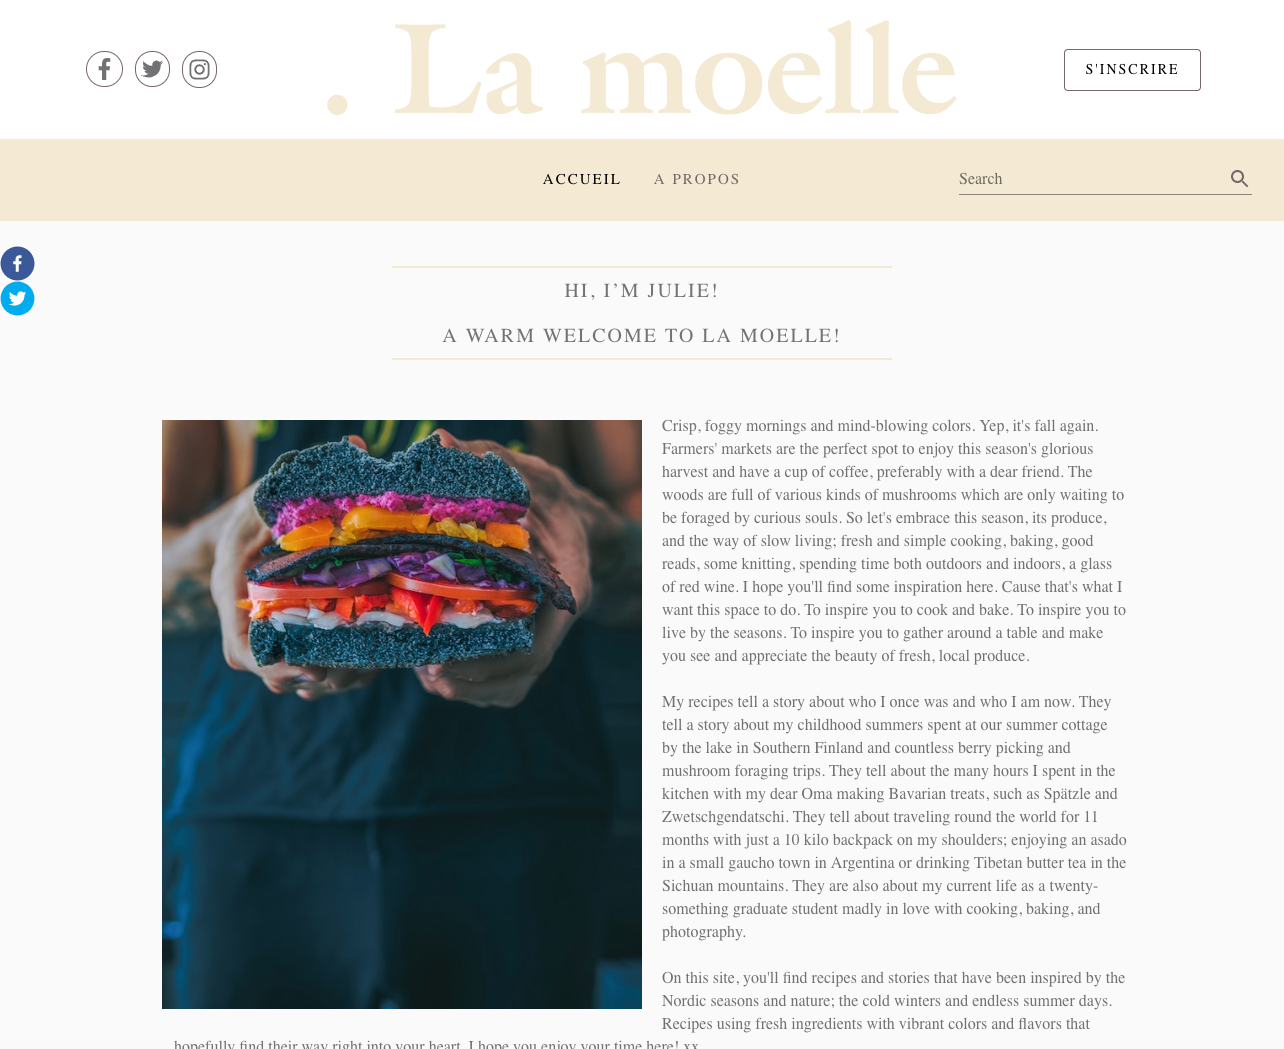 . La moelle
S'INSCRIRE
ACCUEIL A PROPOS Search
HI, I’M JULIE!
A WARM WELCOME TO LA MOELLE!
Crisp, foggy mornings and mind-blowing colors. Yep, it's fall again.
Farmers' markets are the perfect spot to enjoy this season's glorious
harvest and have a cup of coffee, preferably with a dear friend. The
woods are full of various kinds of mushrooms which are only waiting to
be foraged by curious souls. So let's embrace this season, its produce,
and the way of slow living; fresh and simple cooking, baking, good
reads, some knitting, spending time both outdoors and indoors, a glass
of red wine. I hope you'll find some inspiration here. Cause that's what I
want this space to do. To inspire you to cook and bake. To inspire you to
live by the seasons. To inspire you to gather around a table and make
you see and appreciate the beauty of fresh, local produce.
My recipes tell a story about who I once was and who I am now. They
tell a story about my childhood summers spent at our summer cottage
by the lake in Southern Finland and countless berry picking and
mushroom foraging trips. They tell about the many hours I spent in the
kitchen with my dear Oma making Bavarian treats, such as Spätzle and
Zwetschgendatschi. They tell about traveling round the world for 11
months with just a 10 kilo backpack on my shoulders; enjoying an asado
in a small gaucho town in Argentina or drinking Tibetan butter tea in the
Sichuan mountains. They are also about my current life as a twenty-
something graduate student madly in love with cooking, baking, and
photography.
On this site, you'll find recipes and stories that have been inspired by the
Nordic seasons and nature; the cold winters and endless summer days.
Recipes using fresh ingredients with vibrant colors and flavors that
hopefully find their way right into your heart. I hope you enjoy your time here! xx